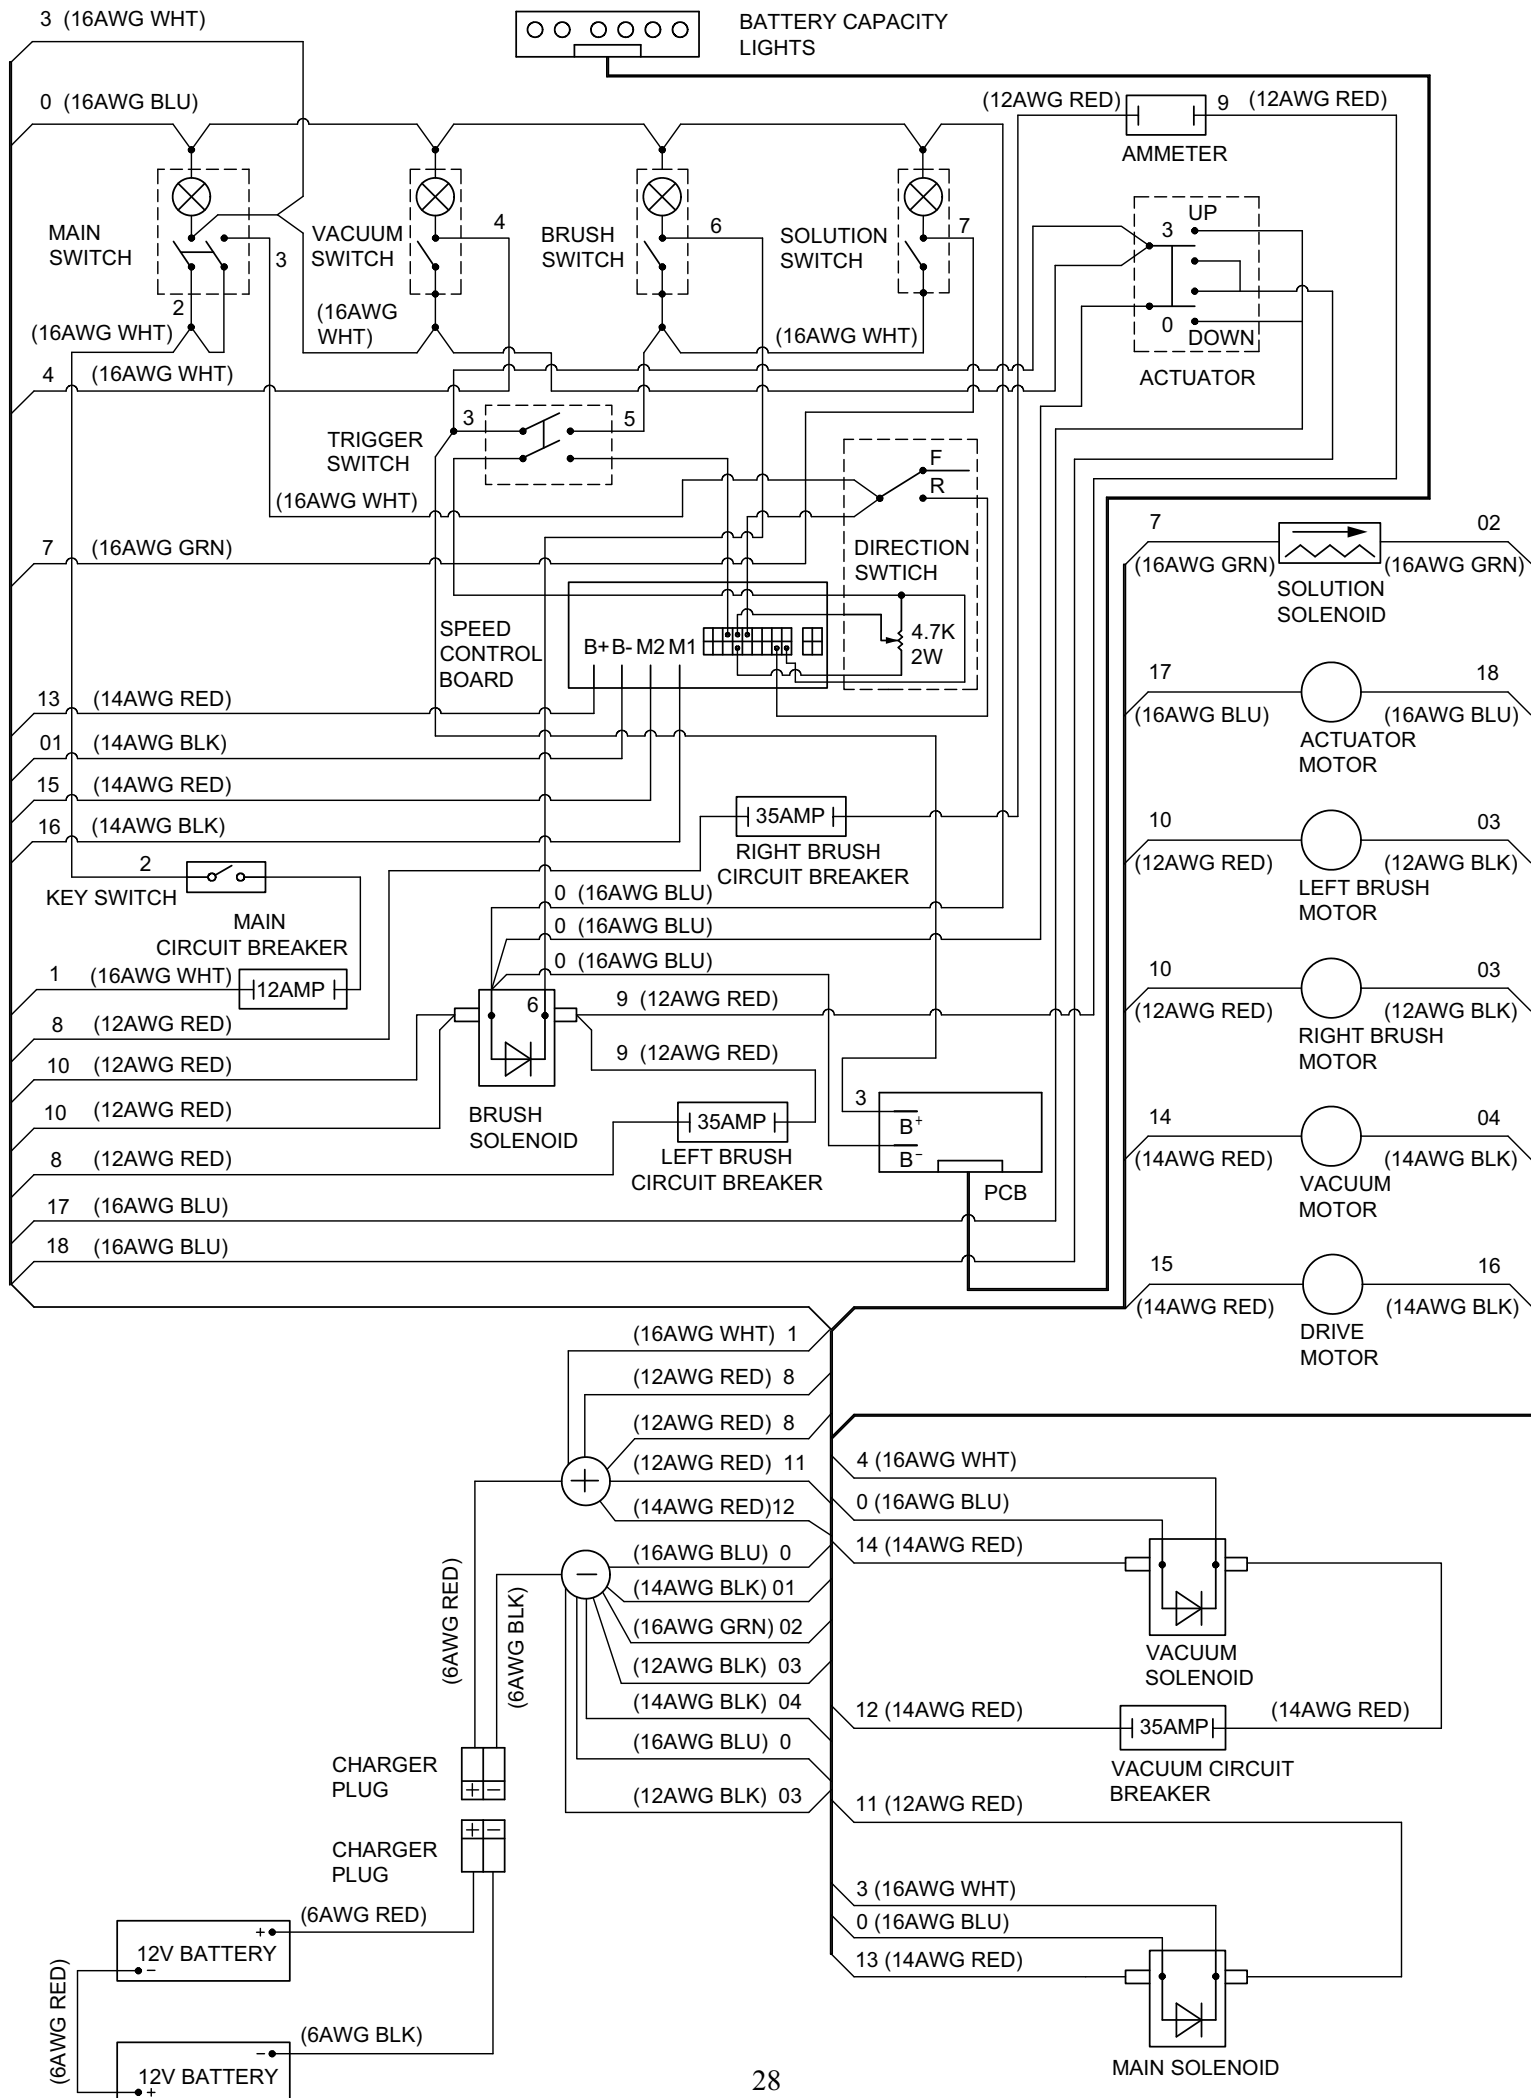 3 (16AWG WHT)
BATTERY CAPACITY
LIGHTS
0 (16AWG BLU)
(12AWG RED)
9 (12AWG RED)
AMMETER
MAIN
SWITCH
3
2
(16AWG WHT)
VACUUM
SWITCH
4
(16AWG
WHT)
BRUSH
SWITCH
6
SOLUTION
SWITCH
7
(16AWG WHT)
UP
3
0
DOWN
ACTUATOR
4 (16AWG WHT)
TRIGGER
SWITCH
3
5
(16AWG WHT)
F
R
DIRECTION
SWTICH
4.7K
2W
7 (16AWG GRN)
SPEED
CONTROL
BOARD
B+ B- M2 M1
13 (14AWG RED)
01 (14AWG BLK)
15 (14AWG RED)
16 (14AWG BLK)
2
KEY SWITCH
35AMP
RIGHT BRUSH
CIRCUIT BREAKER
MAIN
CIRCUIT BREAKER
12AMP
0 (16AWG BLU)
0 (16AWG BLU)
0 (16AWG BLU)
1 (16AWG WHT)
8 (12AWG RED)
10 (12AWG RED)
10 (12AWG RED)
8 (12AWG RED)
17 (16AWG BLU)
18 (16AWG BLU)
6
9 (12AWG RED)
9 (12AWG RED)
BRUSH
SOLENOID
35AMP
LEFT BRUSH
CIRCUIT BREAKER
3
B+
B−
PCB
7
02
(16AWG GRN)
(16AWG GRN)
SOLUTION
SOLENOID
17
18
(16AWG BLU)
(16AWG BLU)
ACTUATOR
MOTOR
10
03
(12AWG RED)
(12AWG BLK)
LEFT BRUSH
MOTOR
10
03
(12AWG RED)
(12AWG BLK)
RIGHT BRUSH
MOTOR
14
04
(14AWG RED)
(14AWG BLK)
VACUUM
MOTOR
15
16
(14AWG RED)
(14AWG BLK)
DRIVE
MOTOR
(16AWG WHT) 1
(12AWG RED) 8
(12AWG RED) 8
(12AWG RED) 11
(14AWG RED)12
+
−
(16AWG BLU) 0
(14AWG BLK) 01
(16AWG GRN) 02
(12AWG BLK) 03
(14AWG BLK) 04
(16AWG BLU) 0
(12AWG BLK) 03
(6AWG RED)
(6AWG BLK)
CHARGER
PLUG
+ −
+ −
CHARGER
PLUG
(6AWG RED)
+
12V BATTERY
−
(6AWG RED)
(6AWG BLK)
−
12V BATTERY
+
4 (16AWG WHT)
0 (16AWG BLU)
14 (14AWG RED)
VACUUM
SOLENOID
12 (14AWG RED)
35AMP
(14AWG RED)
VACUUM CIRCUIT
BREAKER
11 (12AWG RED)
3 (16AWG WHT)
0 (16AWG BLU)
13 (14AWG RED)
MAIN SOLENOID
28